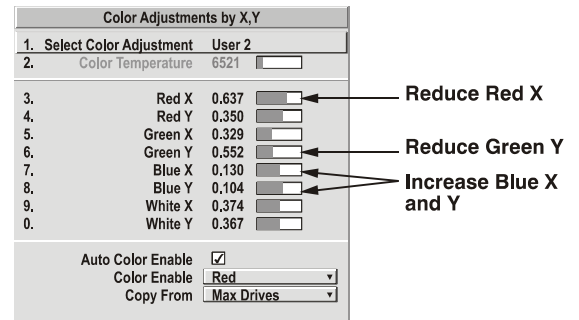 Color Adjustments by X,Y
1. Select Color Adjustment User 2
2. Color Temperature 6521
3. Red X 0.637
4. Red Y 0.350
5. Green X 0.329
6. Green Y 0.552
7. Blue X 0.130
8. Blue Y 0.104
9. White X 0.374
0. White Y 0.367
Auto Color Enable
Color Enable Red
Copy From Max Drives
Reduce Red X
Reduce Green Y
Increase Blue X
and Y